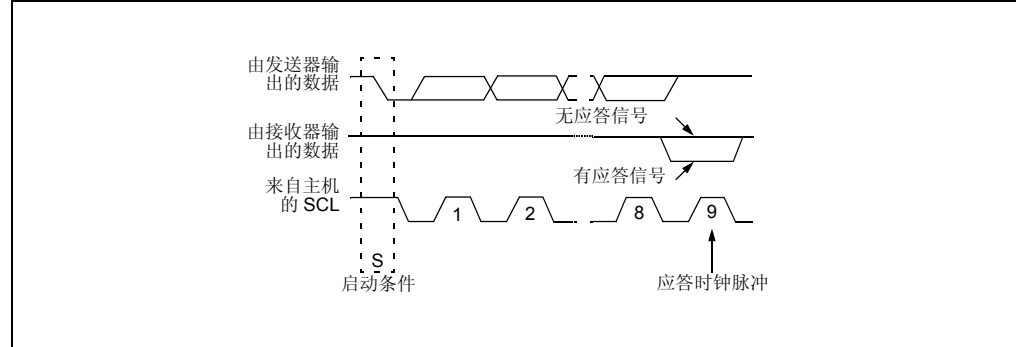 由发送器输
出的数据
无应答信号
由接收器输
出的数据
有应答信号
来自主机
的 SCL
1
2
8
9
S
启动条件
应答时钟脉冲